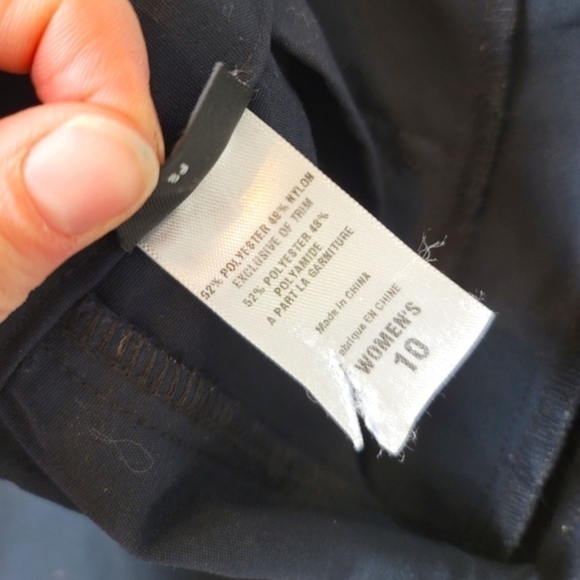 52% POLYESTER 48% NYLON
EXCLUSIVE OF TRIM
52% POLYESTER 48%
POLYAMIDE
A PART LA GARNITURE
Made in CHINA
abrique EN CHINE
WOMEN'S
10